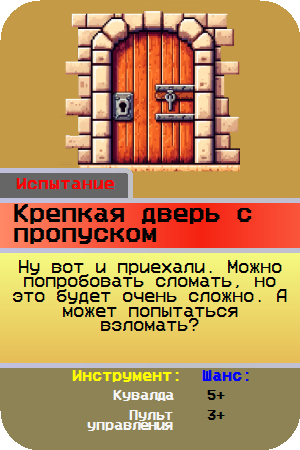 Испытание
Крепкая дверь с
пропуском
Ну вот и приехали. Можно
попробовать сломать, но
это будет очень сложно. А
может попытаться
взломать?
Инструмент: Шанс:
Кувалда 5+
Пульт 3+
управления